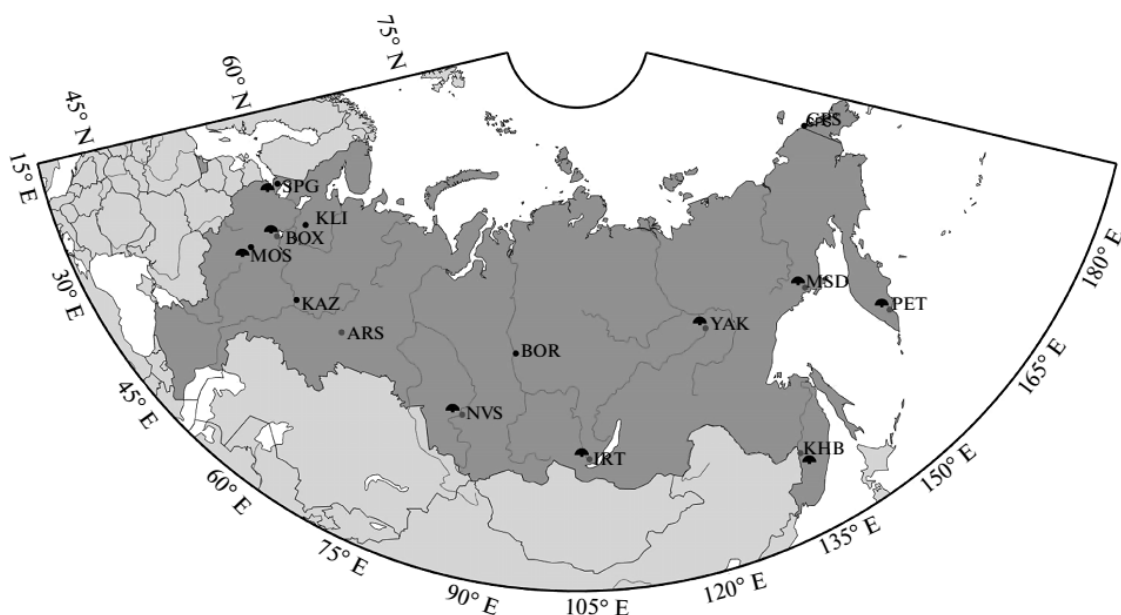 75° N
60° N
45° N
15° E
30° E
45° E
60° E
75° E
90° E
105° E
120° E
135° E
150° E
165° E
180° E
SPG
KLI
BOX
MOS
KAZ
ARS
BOR
NVS
IRT
YAK
MSD
PET
KHB